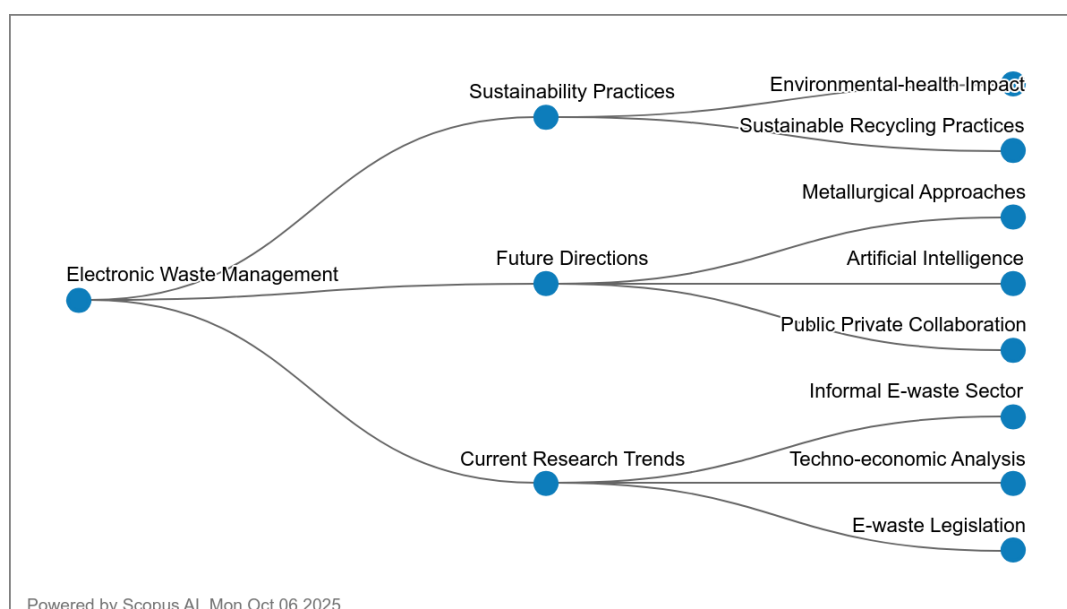 Environmental-health-Impact
Sustainability Practices
Sustainable Recycling Practices
Metallurgical Approaches
Future Directions
Artificial Intelligence
Electronic Waste Management
Public Private Collaboration
Informal E-waste Sector
Current Research Trends
Techno-economic Analysis
E-waste Legislation
Powered by Scopus AI, Mon Oct 06 2025